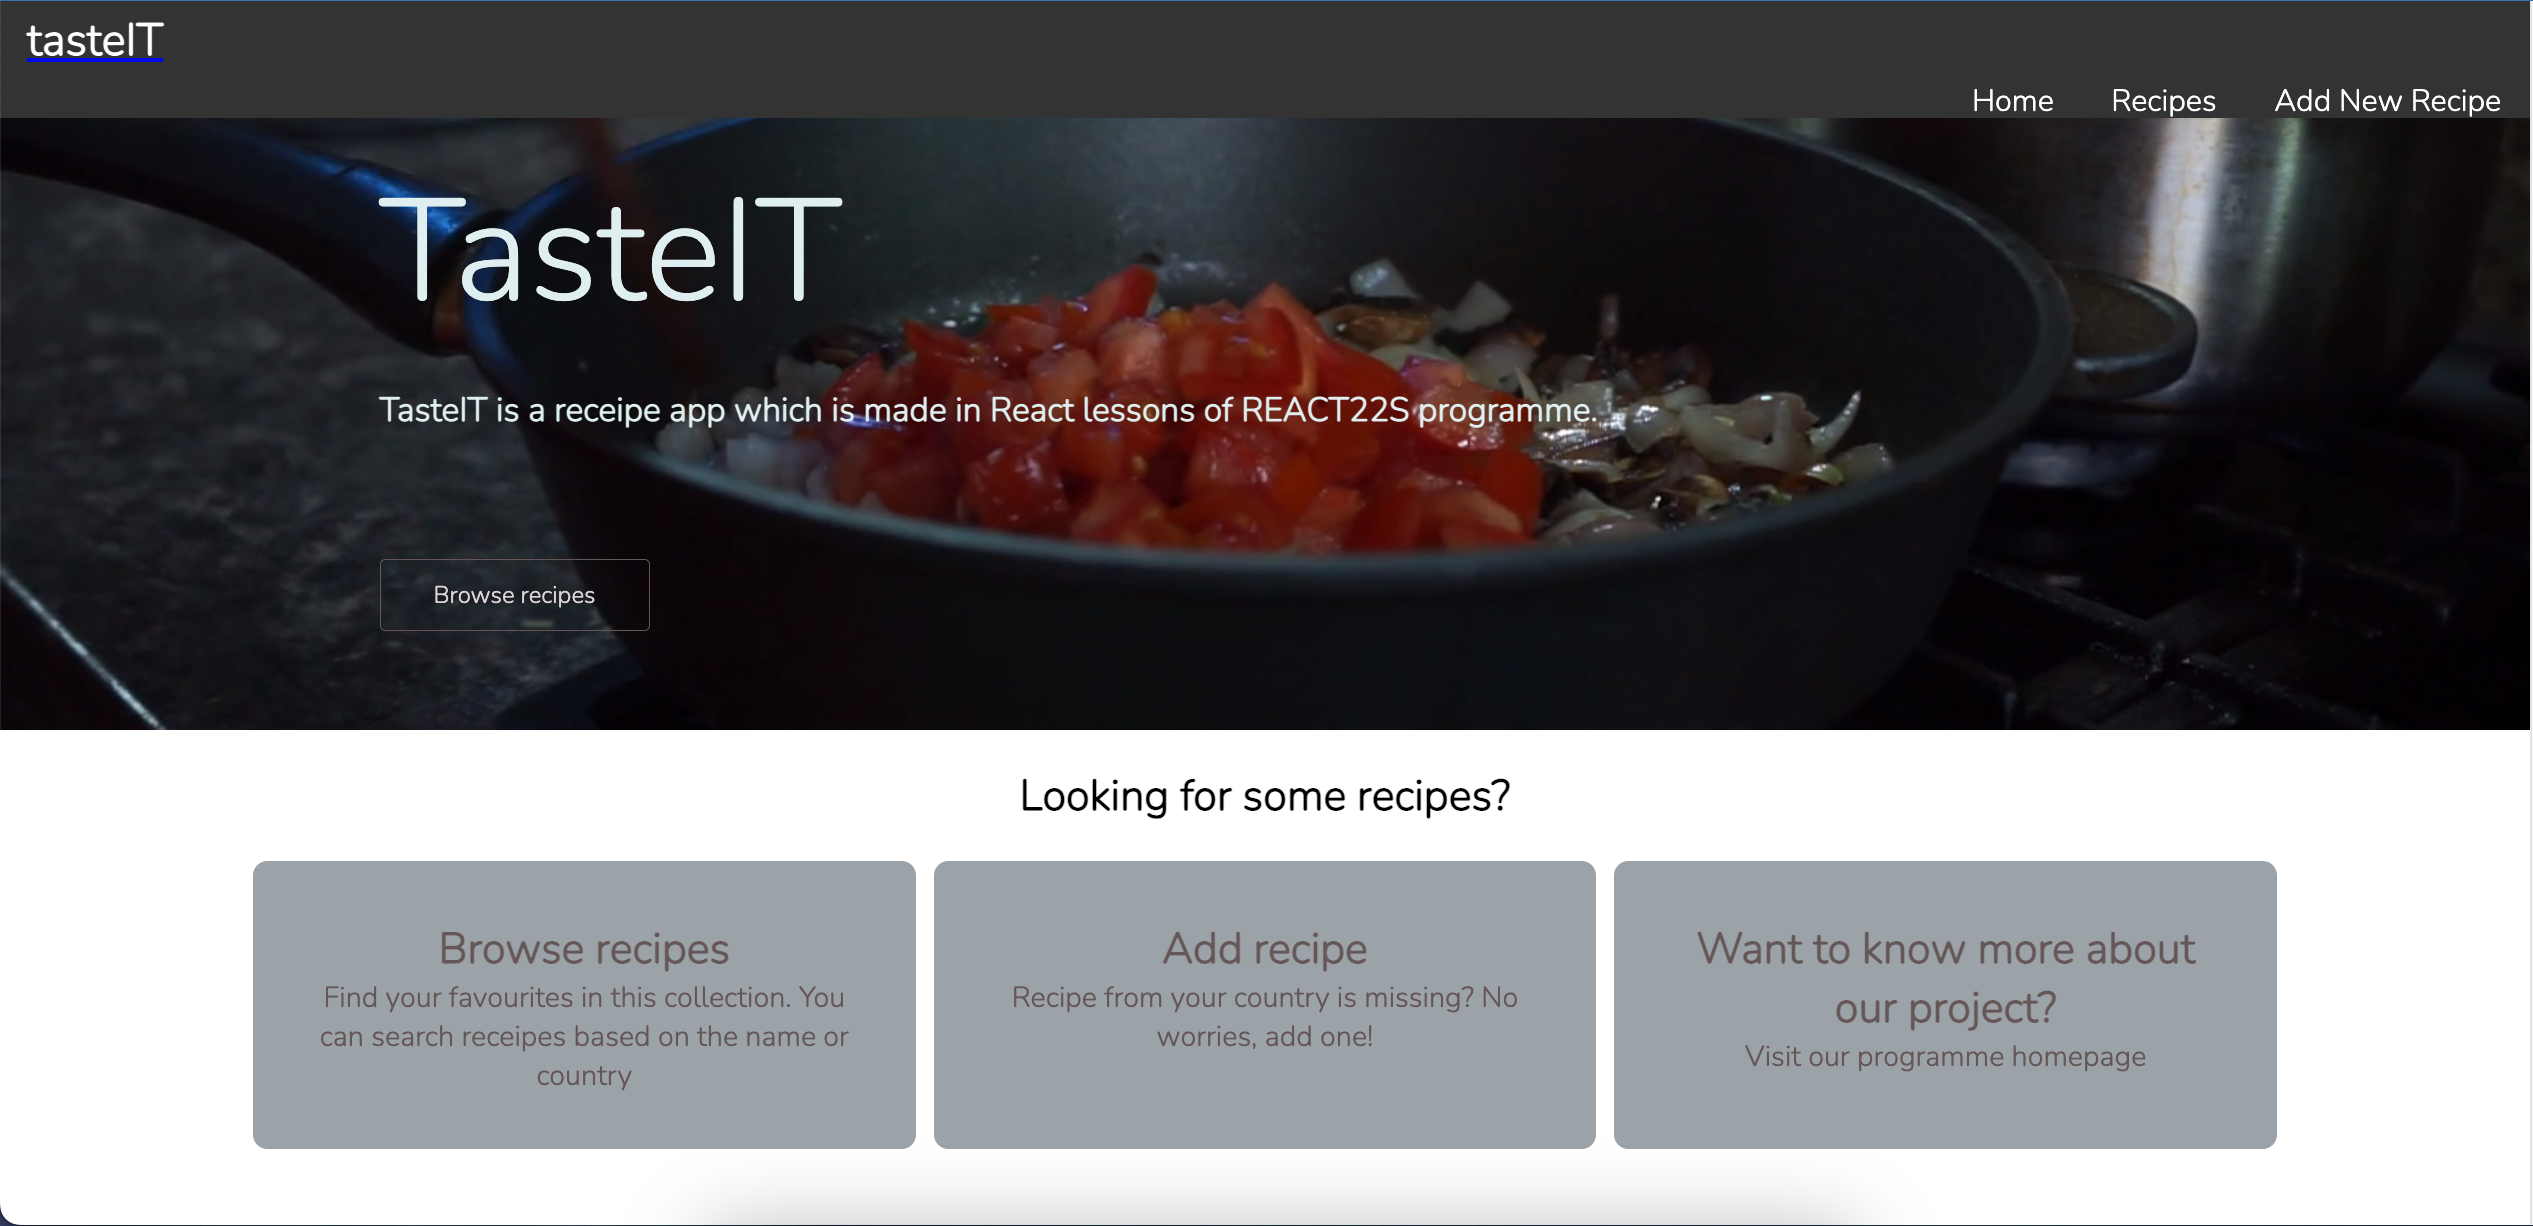 tasteIT
Home Recipes Add New Recipe
TasteIT
TasteIT is a receipe app which is made in React lessons of REACT22S programme.
Browse recipes
Looking for some recipes?
Browse recipes
Find your favourites in this collection. You
can search receipes based on the name or
country
Add recipe
Recipe from your country is missing? No
worries, add one!
Want to know more about
our project?
Visit our programme homepage